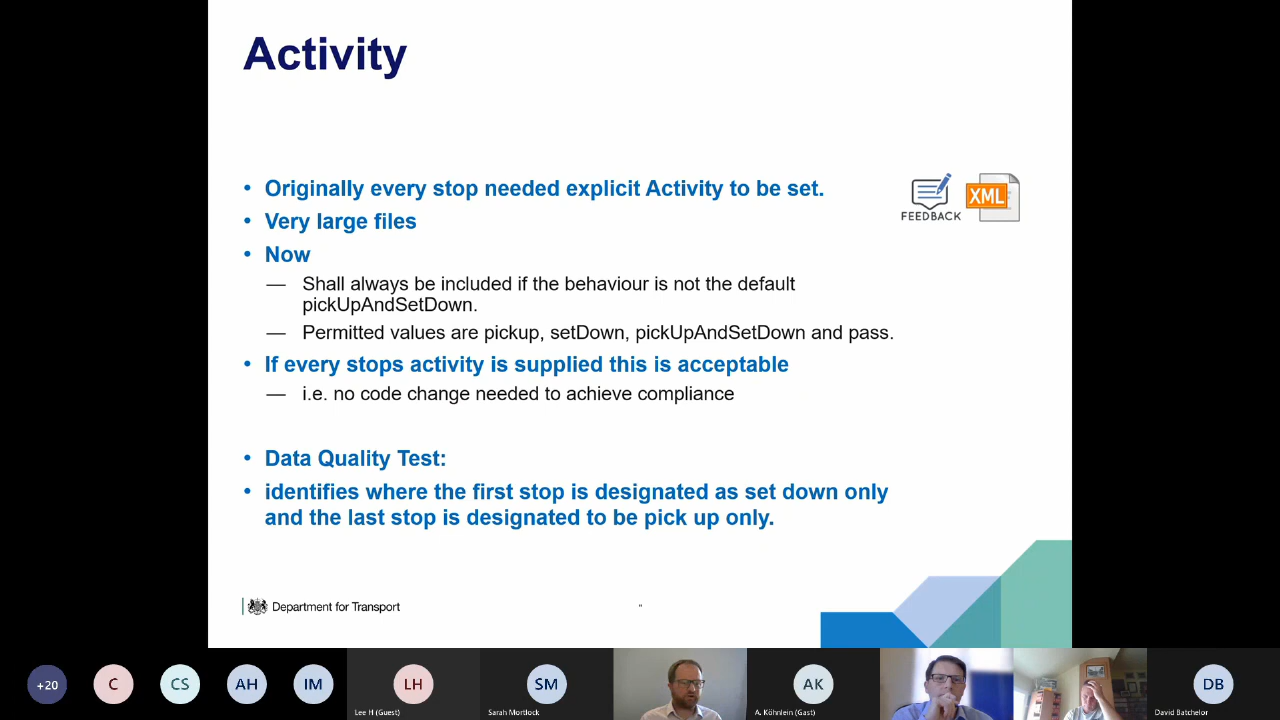 Activity
• Originally every stop needed explicit Activity to be set.
• Very large files
• Now
— Shall always be included if the behaviour is not the default
pickUpAndSetDown.
— Permitted values are pickup, setDown, pickUpAndSetDown and pass.
• If every stops activity is supplied this is acceptable
— i.e. no code change needed to achieve compliance
• Data Quality Test:
• identifies where the first stop is designated as set down only
and the last stop is designated to be pick up only.
FEEDBACK
XML
Department for Transport
+20
C
CS
AH
IM
LH
Lee H (Guest)
SM
Sarah Mortlock
AK
A. Köhnlein (Gast)
DB
David Batchelor